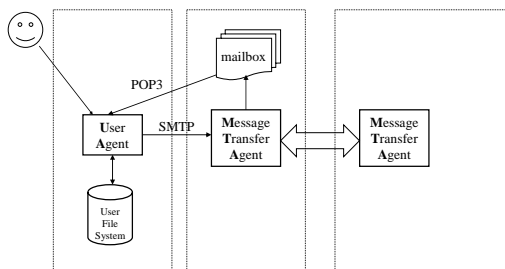 mailbox
POP3
User
Agent
SMTP
Message
Transfer
Agent
Message
Transfer
Agent
User
File
System